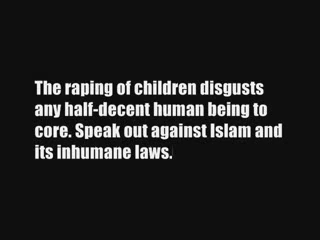 The raping of children disgusts
any half-decent human being to
core. Speak out against Islam and
its inhumane laws.